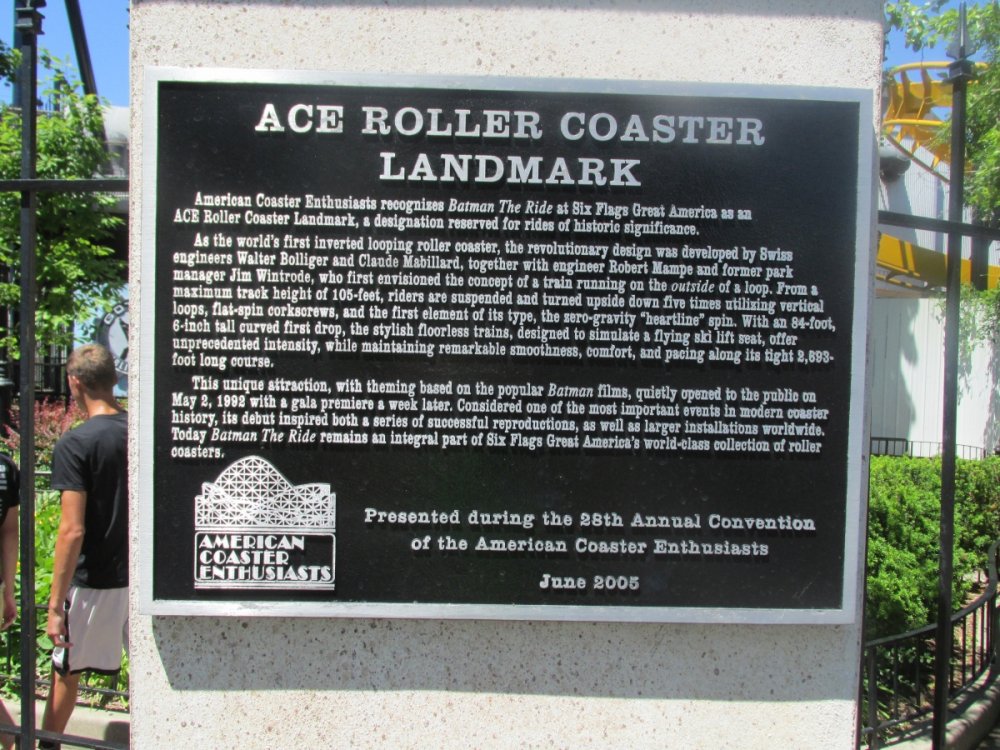 ACE ROLLER COASTER
LANDMARK
American Coaster Enthusiasts recognizes Batman The Ride at Six Flags Great America as an
ACE Roller Coaster Landmark, a designation reserved for rides of historic significance.
As the world's first inverted looping roller coaster, the revolutionary design was developed by Swiss
engineers Walter Bolliger and Claude Mabillard, together with engineer Robert Mampe and former park
manager Jim Wintrode, who first envisioned the concept of a train running on the outside of a loop. From a
maximum track height of 105-feet, riders are suspended and turned upside down five times utilizing vertical
loops, flat-spin corkscrews, and the first element of its type, the zero-gravity "heartline" spin. With an 84-foot,
6-inch tall curved first drop, the stylish floorless trains, designed to simulate a flying ski lift seat, offer
unprecedented intensity, while maintaining remarkable smoothness, comfort, and pacing along its tight 2,693-
foot long course.
This unique attraction, with theming based on the popular Batman films, quietly opened to the public on
May 2, 1992 with a gala premiere a week later. Considered one of the most important events in modern coaster
history, its debut inspired both a series of successful reproductions, as well as larger installations worldwide.
Today Batman The Ride remains an integral part of Six Flags Great America's world-class collection of roller
coasters.
AMERICAN
COASTER
ENTHUSIASTS
Presented during the 28th Annual Convention
of the American Coaster Enthusiasts
June 2005